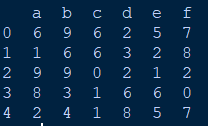 a b c d e f
0 6 9 6 2 5 7
1 1 6 6 3 2 8
2 9 9 0 2 1 2
3 8 3 1 6 6 0
4 2 4 1 8 5 7